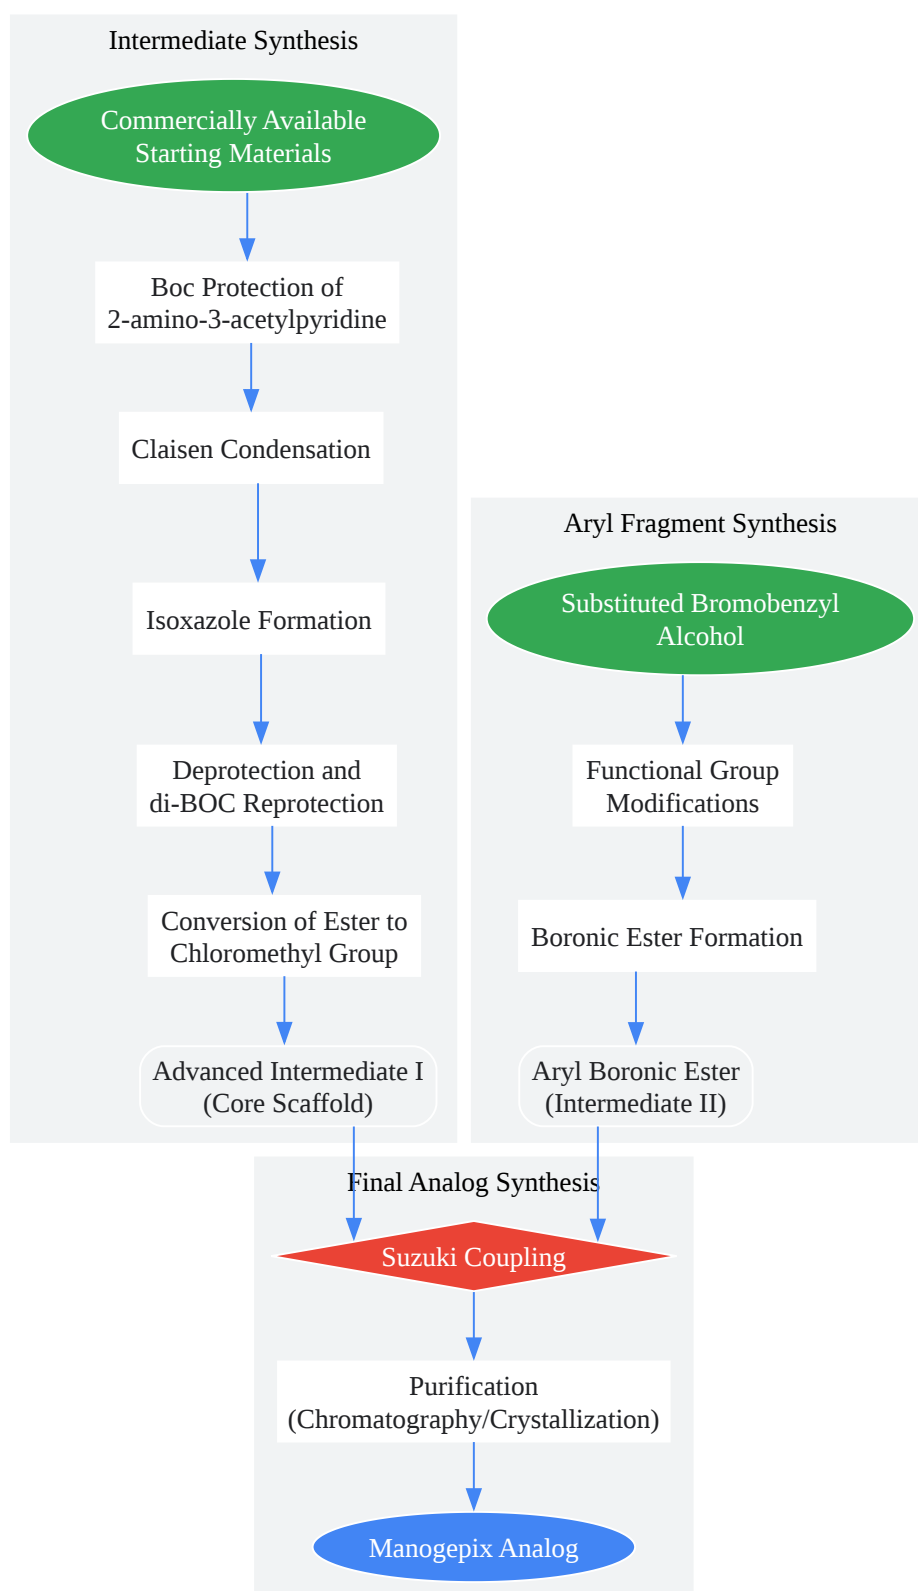 Intermediate Synthesis
Commercially Available
Starting Materials
Boc Protection of
2-amino-3-acetylpyridine
Claisen Condensation
Isoxazole Formation
Deprotection and
di-BOC Reprotection
Conversion of Ester to
Chloromethyl Group
Advanced Intermediate I
(Core Scaffold)
Aryl Fragment Synthesis
Substituted Bromobenzyl
Alcohol
Functional Group
Modifications
Boronic Ester Formation
Aryl Boronic Ester
(Intermediate II)
Final Analog Synthesis
Suzuki Coupling
Purification
(Chromatography/Crystallization)
Manogepix Analog